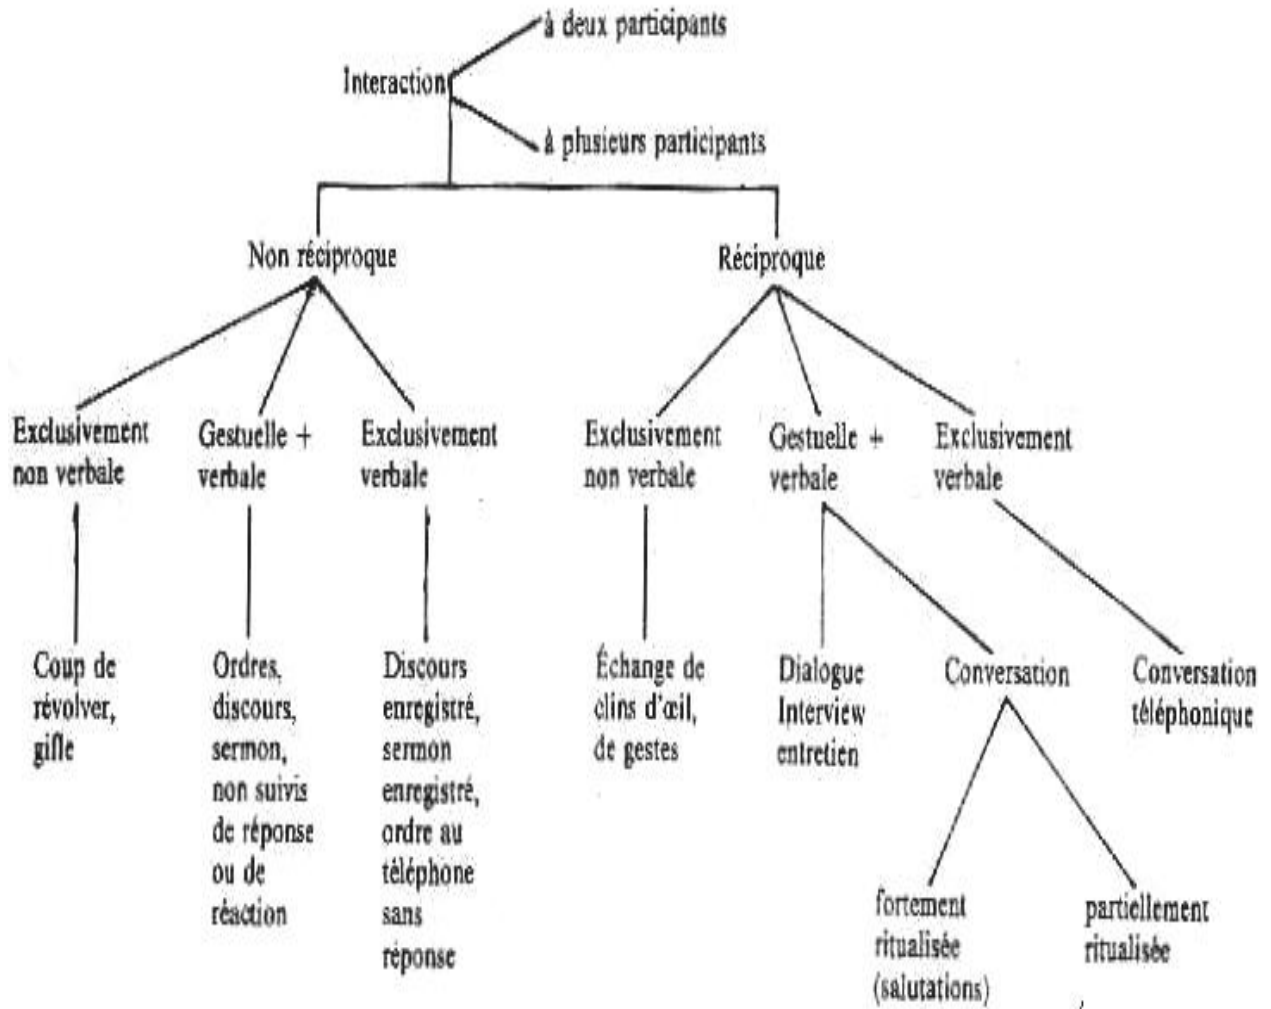 à deux participants
Interaction
à plusieurs participants
Non réciproque
Réciproque
Exclusivement
non verbale
Gestuelle +
verbale
Exclusivement
verbale
Exclusivement
non verbale
Gestuelle +
verbale
Exclusivement
verbale
Coup de
révolver,
gifle
Ordres,
discours,
sermon,
non suivis
de réponse
ou de
réaction
Discours
enregistré,
sermon
enregistré,
ordre au
téléphone
sans
réponse
Échange de
clins d'œil,
de gestes
Dialogue
Interview
entretien
Conversation
Conversation
téléphonique
fortement
ritualisée
(salutations)
partiellement
ritualisée